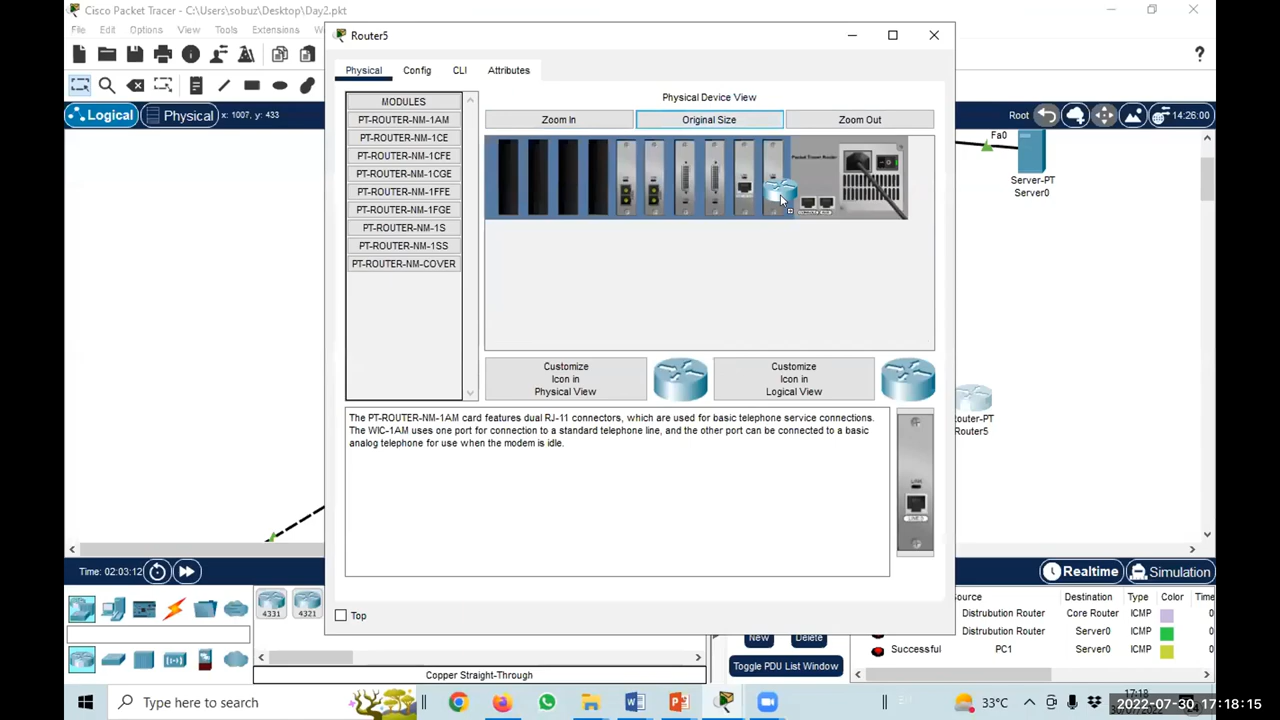 Cisco Packet Tracer - C:\Users\sobuz\Desktop\Day2.pkt
File Edit Options View Tools Extensions
Router5
Physical Config CLI Attributes
Logical Physical x: 1007, y: 433
Root 14:26:00
MODULES
PT-ROUTER-NM-1AM
PT-ROUTER-NM-1CE
PT-ROUTER-NM-1CFE
PT-ROUTER-NM-1CGE
PT-ROUTER-NM-1FFE
PT-ROUTER-NM-1FGE
PT-ROUTER-NM-1S
PT-ROUTER-NM-1SS
PT-ROUTER-NM-COVER
Physical Device View
Zoom In Original Size Zoom Out
Packet Tracer Router
Fa0
Server-PT
Server0
Customize
Icon in
Physical View
Customize
Icon in
Logical View
Router-PT
Router5
The PT-ROUTER-NM-1AM card features dual RJ-11 connectors, which are used for basic telephone service connections.
The WIC-1AM uses one port for connection to a standard telephone line, and the other port can be connected to a basic
analog telephone for use when the modem is idle.
LINK
Top
Time: 02:03:12
Realtime Simulation
4331 4321
Source Destination Type Color Time
Distrubution Router Core Router ICMP
Distrubution Router Server0 ICMP
Successful PC1 Server0 ICMP
New Delete
Toggle PDU List Window
Copper Straight-Through
Type here to search
33°C
17:18
2022-07-30 17:18:15